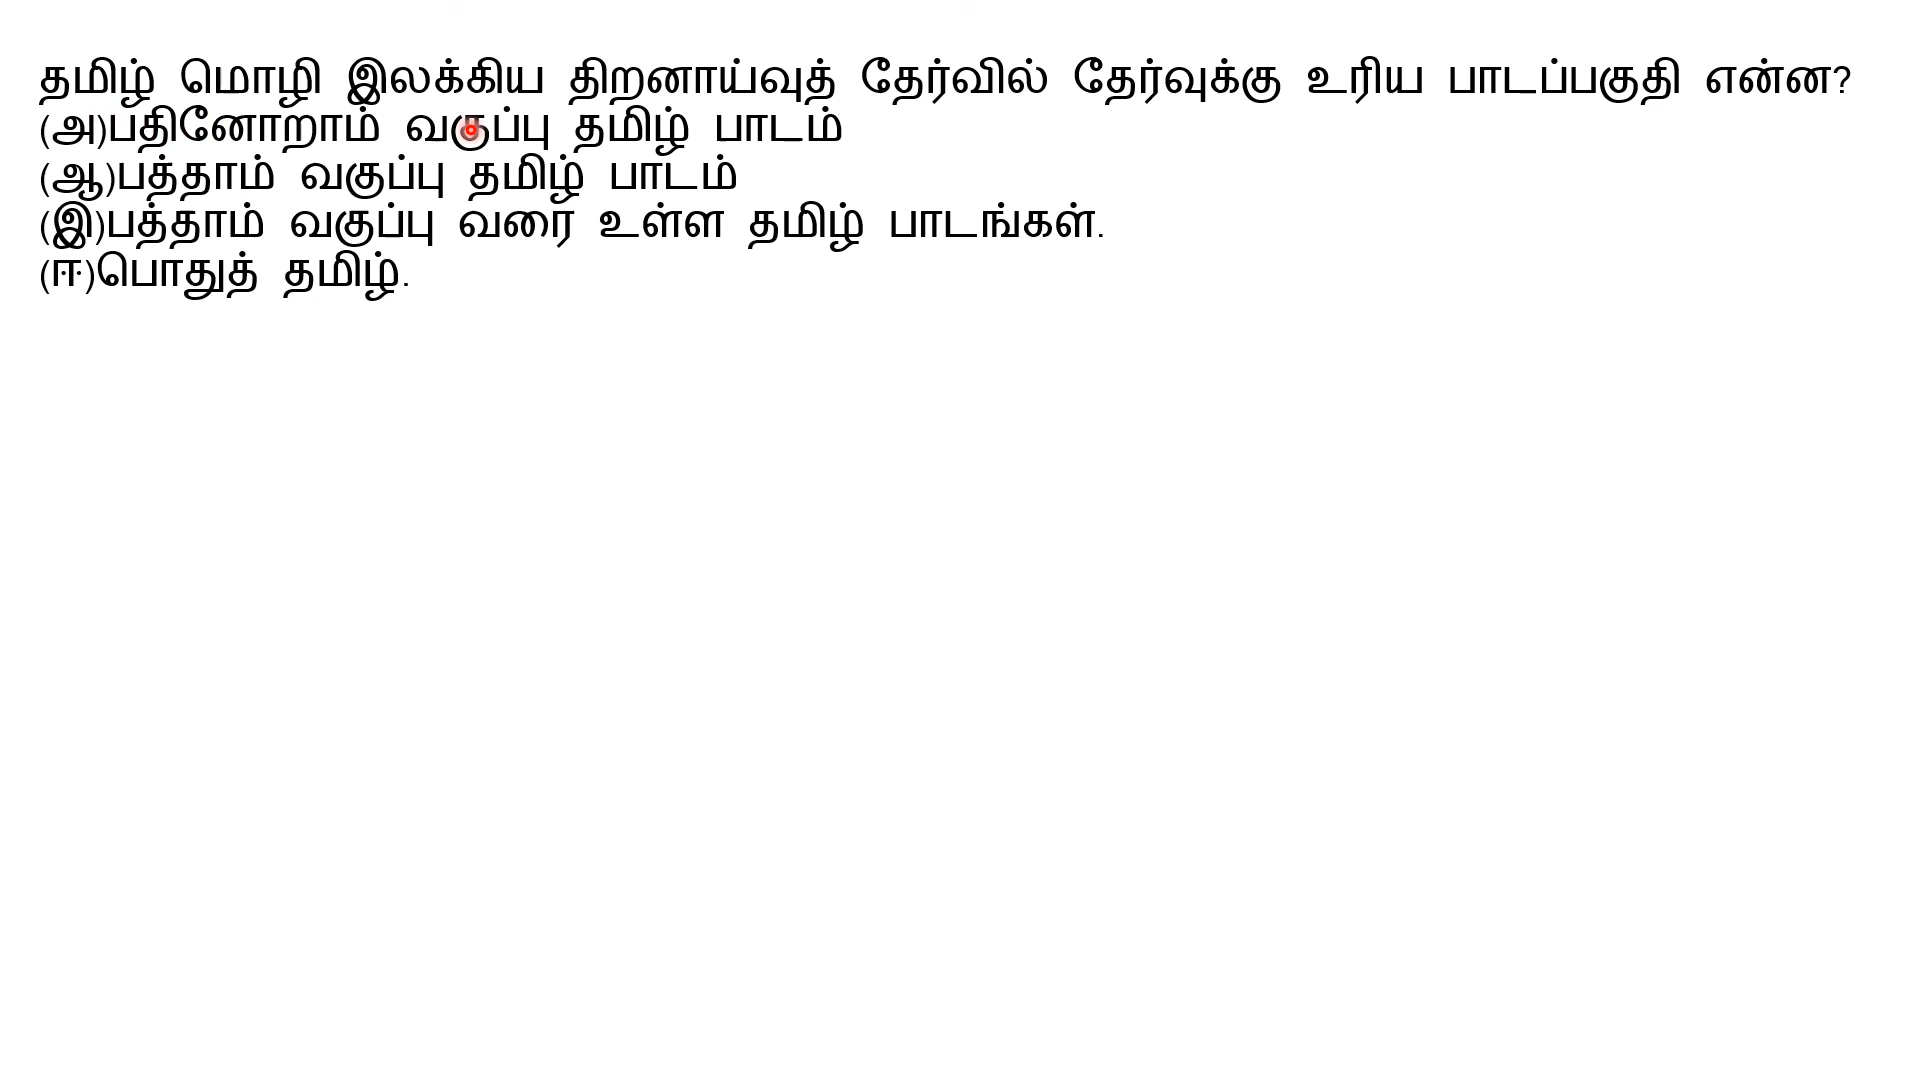 தமிழ் மொழி இலக்கிய திறனாய்வுத் தேர்வில் தேர்வுக்கு உரிய பாடப்பகுதி என்ன?
(அ)பதினோறாம் வகுப்பு தமிழ் பாடம்
(ஆ)பத்தாம் வகுப்பு தமிழ் பாடம்
(இ)பத்தாம் வகுப்பு வரை உள்ள தமிழ் பாடங்கள்.
(ஈ)பொதுத் தமிழ்.